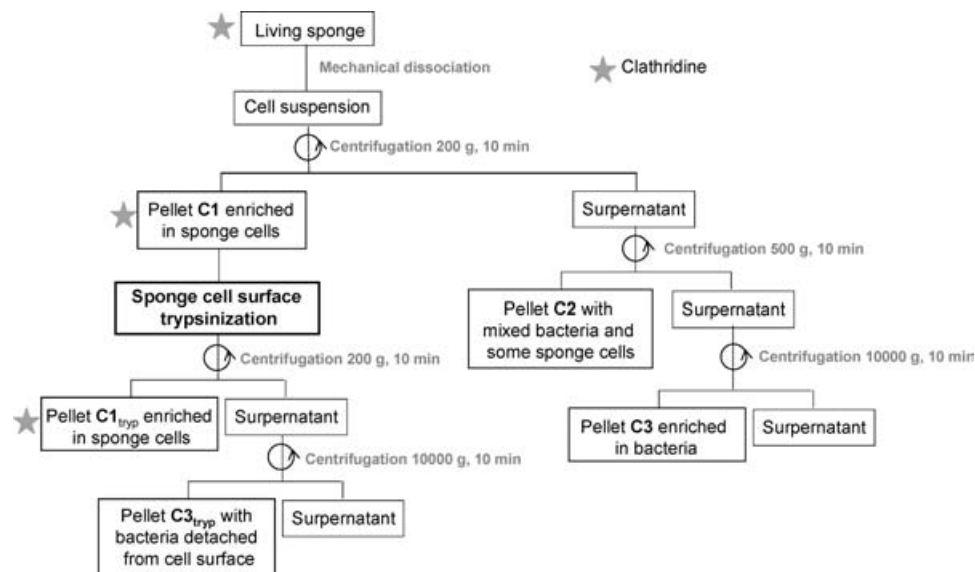 Living sponge
Mechanical dissociation
Clathridine
Cell suspension
Centrifugation 200 g, 10 min
Pellet C1 enriched
in sponge cells
Surpernatant
Centrifugation 500 g, 10 min
Sponge cell surface
trypsinization
Pellet C2 with
mixed bacteria and
some sponge cells
Surpernatant
Centrifugation 200 g, 10 min
Centrifugation 10000 g, 10 min
Pellet C1tryp enriched
in sponge cells
Surpernatant
Pellet C3 enriched
in bacteria
Surpernatant
Centrifugation 10000 g, 10 min
Pellet C3tryp with
bacteria detached
from cell surface
Surpernatant